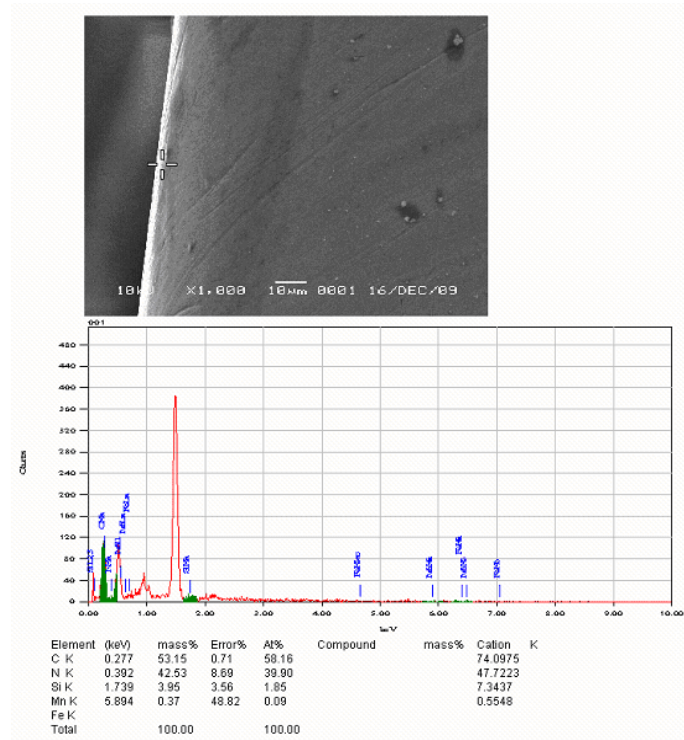 10kU X1,000 10µm 0001 16/DEC/09
001
480
440
400
360
320
280
240
200
160
120
80
40
0
Counts
0.00 1.00 2.00 3.00 4.00 5.00 6.00 7.00 8.00 9.00 10.00
keV
Element (keV) mass% Error% At% Compound mass% Cation K
C K 0.277 53.15 0.71 58.16 74.0975
N K 0.392 42.53 8.69 39.90 47.7223
Si K 1.739 3.95 3.56 1.85 7.3437
Mn K 5.894 0.37 48.82 0.09 0.5548
Fe K
Total 100.00 100.00